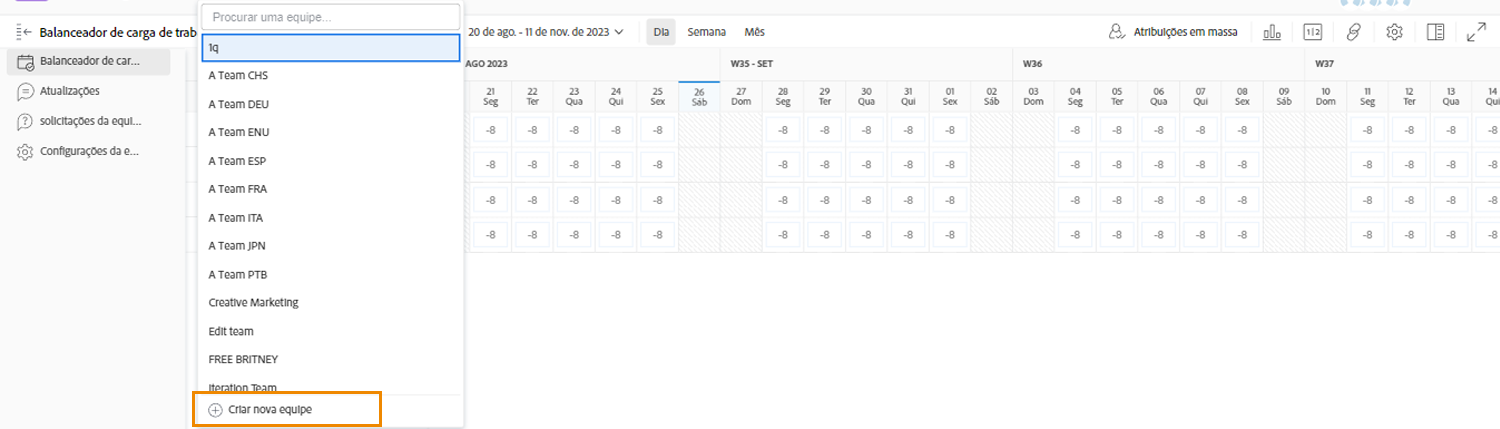 Procurar uma equipe...
Balanceador de carga de trab
20 de ago. - 11 de nov. de 2023
Dia
Semana
Mês
Atribuições em massa
1q
Balanceador de car...
A Team CHS
AGO 2023
W35 - SET
W36
W37
Atualizações
21 22 23 24 25 26 27 28 29 30 31 01 02 03 04 05 06 07 08 09 10 11 12 13 14
Seg Ter Qua Qui Sex Sáb Dom Seg Ter Qua Qui Sex Sáb Dom Seg Ter Qua Qui Sex Sáb Dom Seg Ter Qua Qui
A Team DEU
solicitações da equi...
A Team ENU
-8 -8 -8 -8 -8 -8 -8 -8 -8 -8 -8 -8 -8 -8 -8 -8 -8 -8 -8
Configurações da e...
A Team ESP
-8 -8 -8 -8 -8 -8 -8 -8 -8 -8 -8 -8 -8 -8 -8 -8 -8 -8 -8
A Team FRA
-8 -8 -8 -8 -8 -8 -8 -8 -8 -8 -8 -8 -8 -8 -8 -8 -8 -8 -8
A Team ITA
-8 -8 -8 -8 -8 -8 -8 -8 -8 -8 -8 -8 -8 -8 -8 -8 -8 -8 -8
A Team JPN
A Team PTB
Creative Marketing
Edit team
FREE BRITNEY
Iteration Team
Criar nova equipe